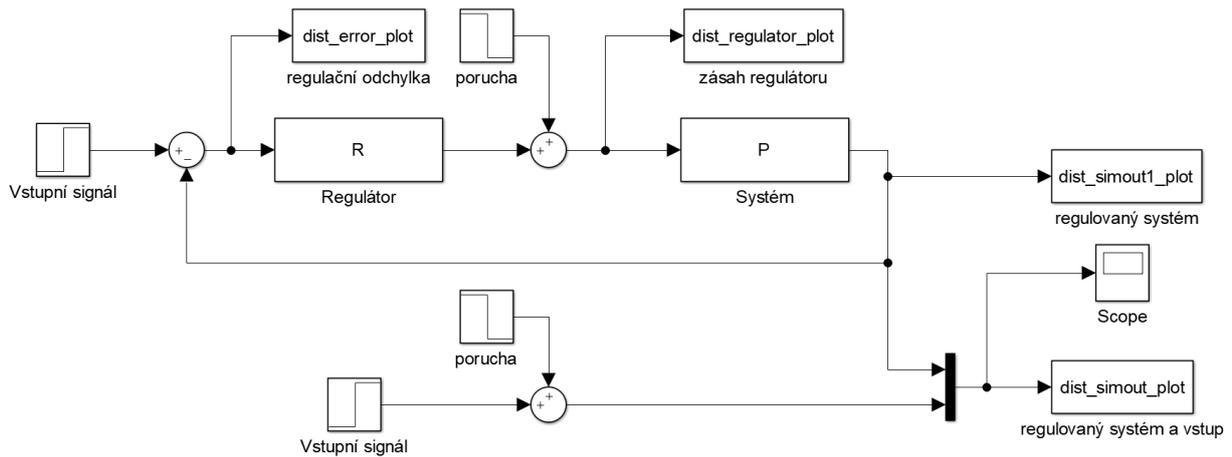 dist_error_plot
regulační odchylka
porucha
dist_regulator_plot
zásah regulátoru
Vstupní signál
R
Regulátor
P
Systém
dist_simout1_plot
regulovaný systém
Scope
porucha
Vstupní signál
dist_simout_plot
regulovaný systém a vstup